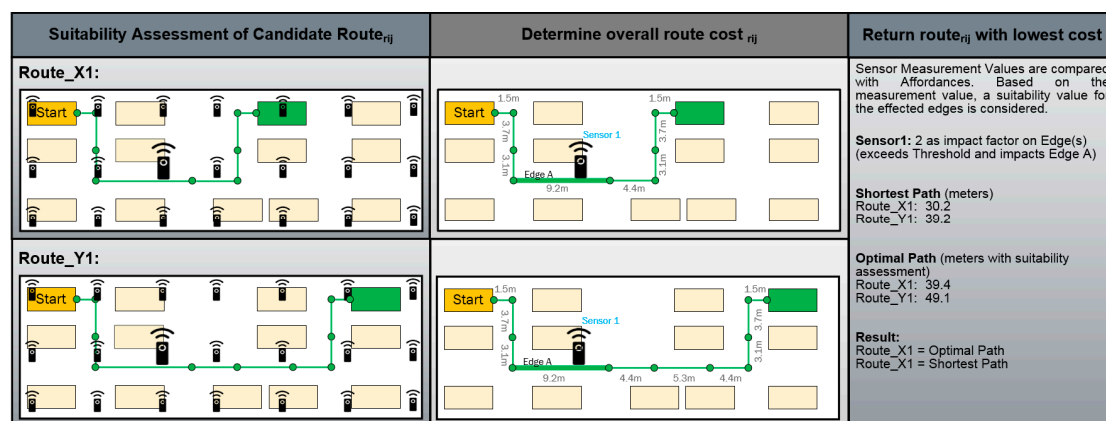 Suitability Assessment of Candidate Route rij
Determine overall route cost rij
Return route rij with lowest cost
Route_X1:
Start
Start
1.5m
3.7m
3.1m
Sensor 1
Edge A
9.2m
4.4m
3.1m
3.7m
1.5m
Sensor Measurement Values are compared
with Affordances. Based on the
measurement value, a suitability value for
the effected edges is considered.
Sensor1: 2 as impact factor on Edge(s)
(exceeds Threshold and impacts Edge A)
Shortest Path (meters)
Route_X1: 30.2
Route_Y1: 39.2
Optimal Path (meters with suitability
assessment)
Route_X1: 39.4
Route_Y1: 49.1
Result:
Route_X1 = Optimal Path
Route_X1 = Shortest Path
Route_Y1:
Start
Start
1.5m
3.7m
3.1m
Sensor 1
Edge A
9.2m
4.4m
5.3m
4.4m
3.1m
3.7m
1.5m